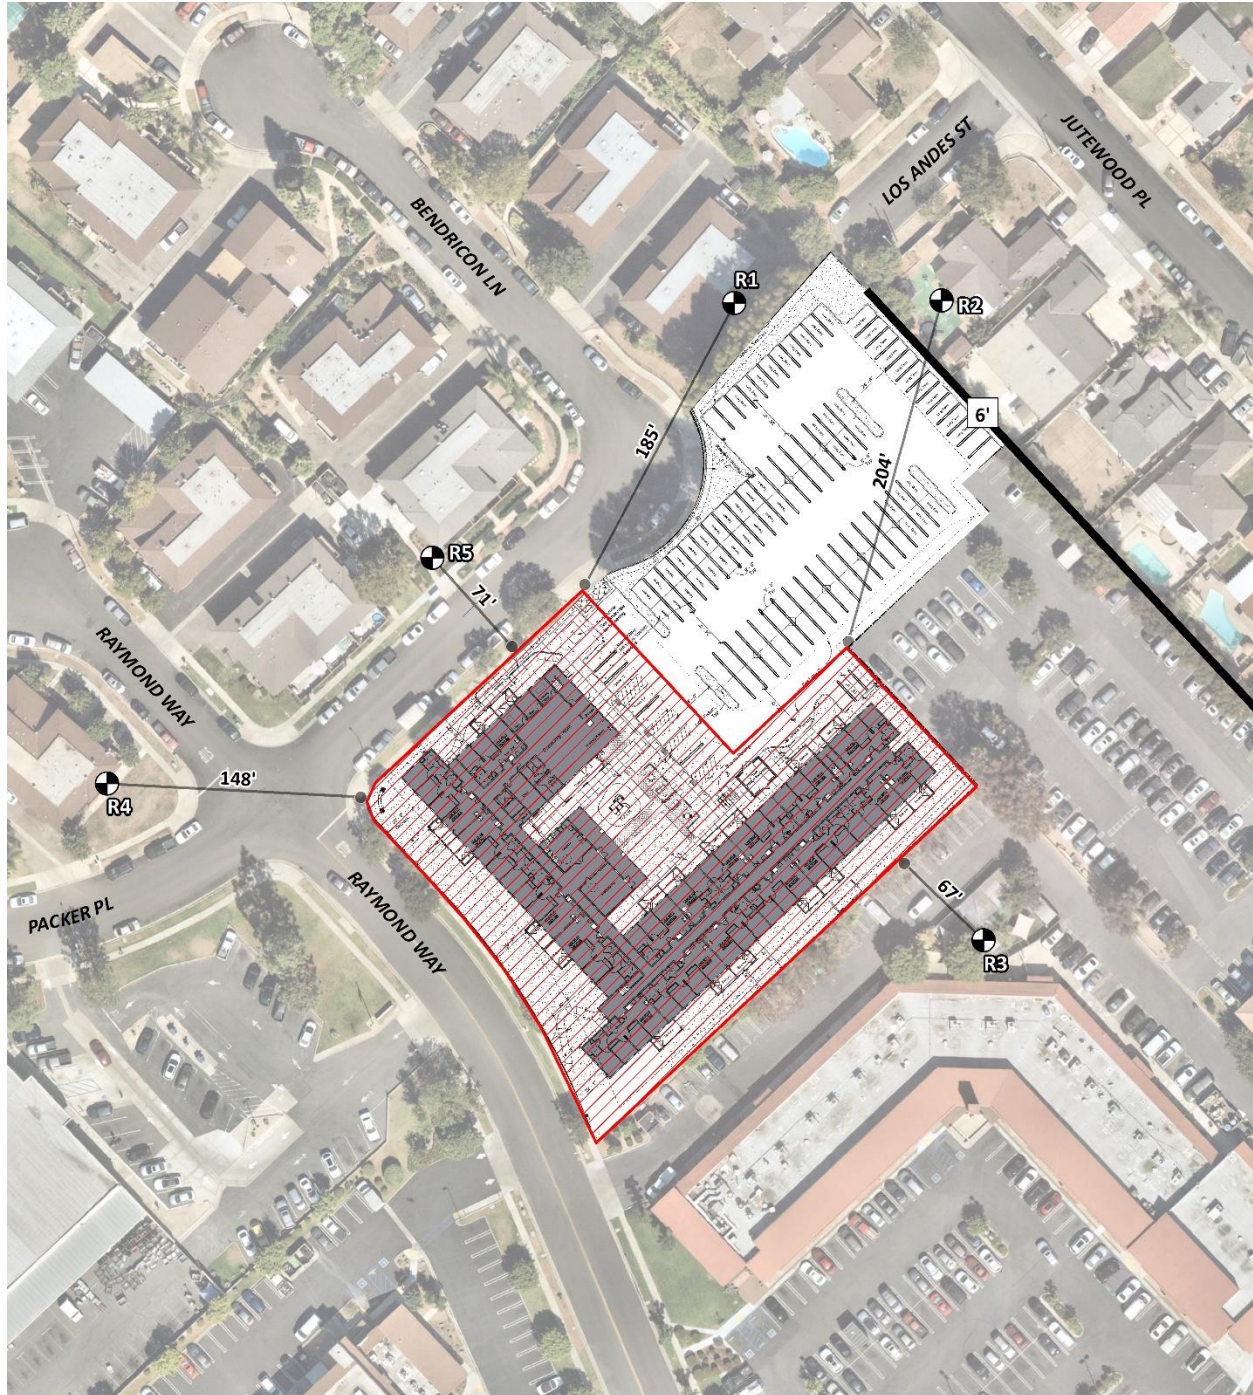 JUTEWOOD PL
LOS ANDES ST
BENDRICON LN
R1
R2
6'
185'
204'
R5
71'
RAYMOND WAY
R4
148'
67'
R3
PACKER PL
RAYMOND WAY